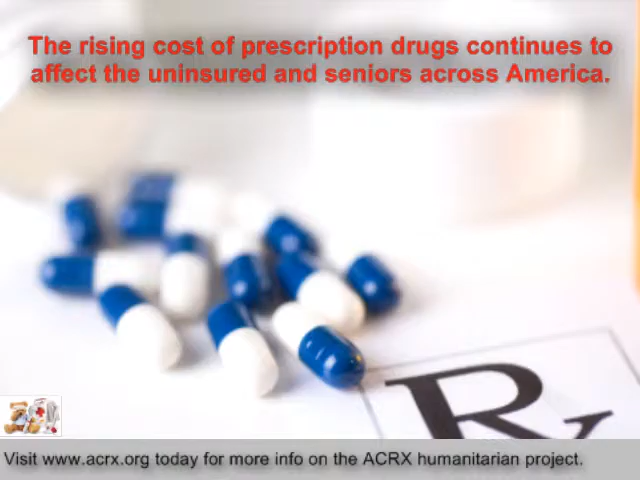 The rising cost of prescription drugs continues to
affect the uninsured and seniors across America.
Rx
Visit www.acrx.org today for more info on the ACRX humanitarian project.